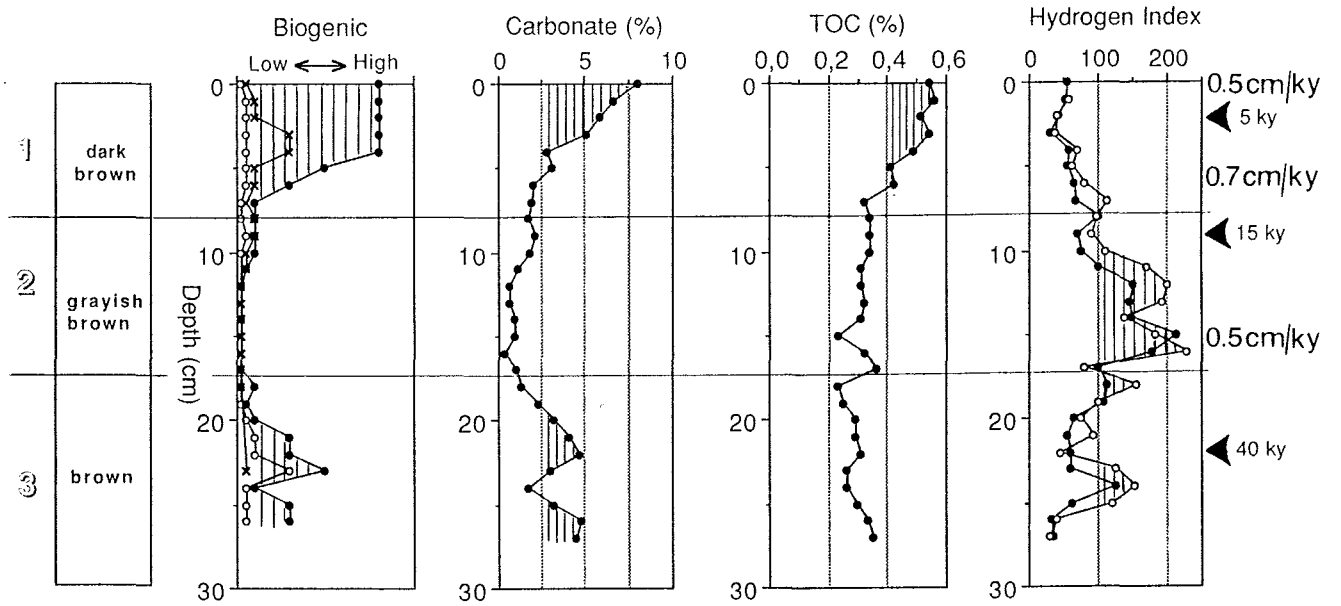 Biogenic
Low High
Carbonate (%)
0 5 10
TOC (%)
0,0 0,2 0,4 0,6
Hydrogen Index
100 200
0 0 0 0
0.5cm/ky
5 ky
1
dark
brown
0.7cm/ky
15 ky
10 10 10 10
2
grayish
brown
Depth (cm)
0.5cm/ky
20 20 20 20
40 ky
3
brown
30 30 30 30